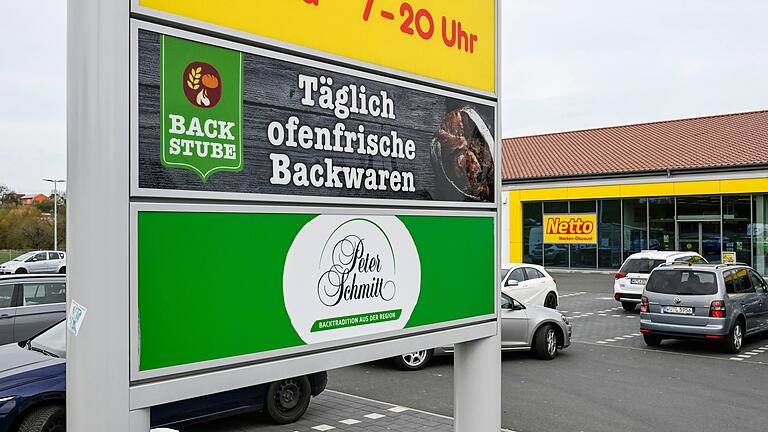 7–20 Uhr
BACK
STUBE
Täglich
ofenfrische
Backwaren
Peter
Schmitt
BACKTRADITION AUS DER REGION
Netto
Marken-Discount